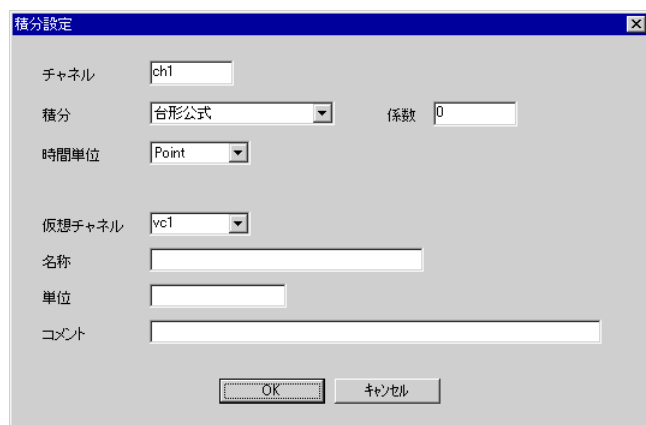 積分設定
チャネル ch1
積分 台形公式 係数 0
時間単位 Point
仮想チャネル vc1
名称
単位
コメント
OK キャンセル